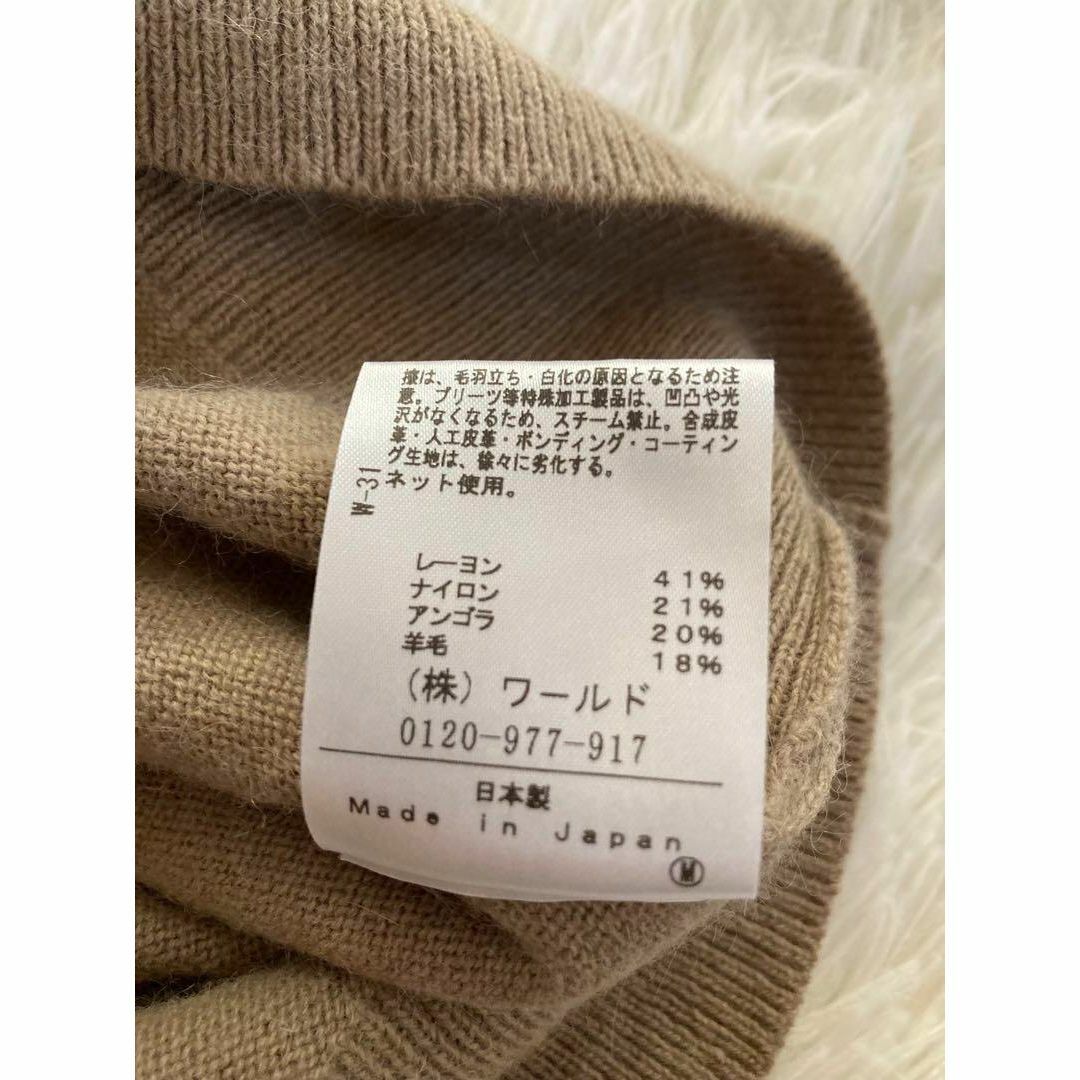 擦は、毛羽立ち・白化の原因となるため注
意。プリーツ等特殊加工製品は、凹凸や光
沢がなくなるため、スチーム禁止。合成皮
革・人工皮革・ボンディング・コーティン
グ生地は、徐々に劣化する。
ネット使用。
W-31
レーヨン 41%
ナイロン 21%
アンゴラ 20%
羊毛 18%
(株)ワールド
0120-977-917
日本製
Made in Japan
M